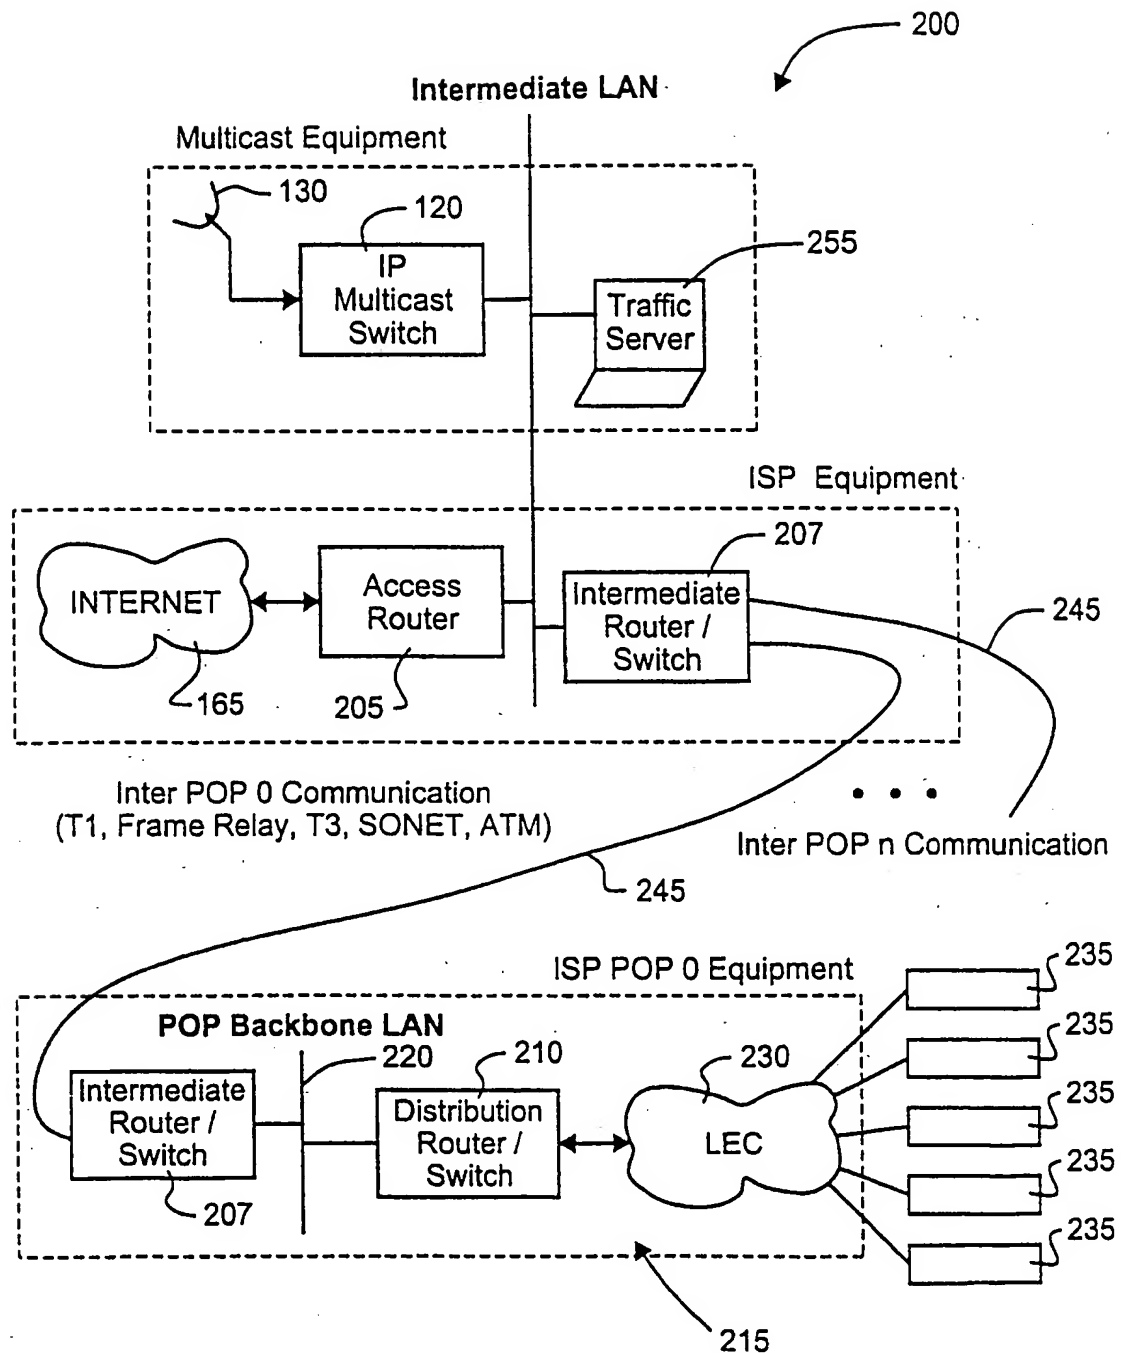 200
Intermediate LAN
Multicast Equipment
130
120
255
IP
Multicast
Switch
Traffic
Server
ISP Equipment
207
INTERNET
Access
Router
Intermediate
Router /
Switch
245
165
205
Inter POP 0 Communication
(T1, Frame Relay, T3, SONET, ATM)
Inter POP n Communication
245
ISP POP 0 Equipment
235
POP Backbone LAN
220
210
230
235
Intermediate
Router /
Switch
Distribution
Router /
Switch
LEC
235
235
207
235
215